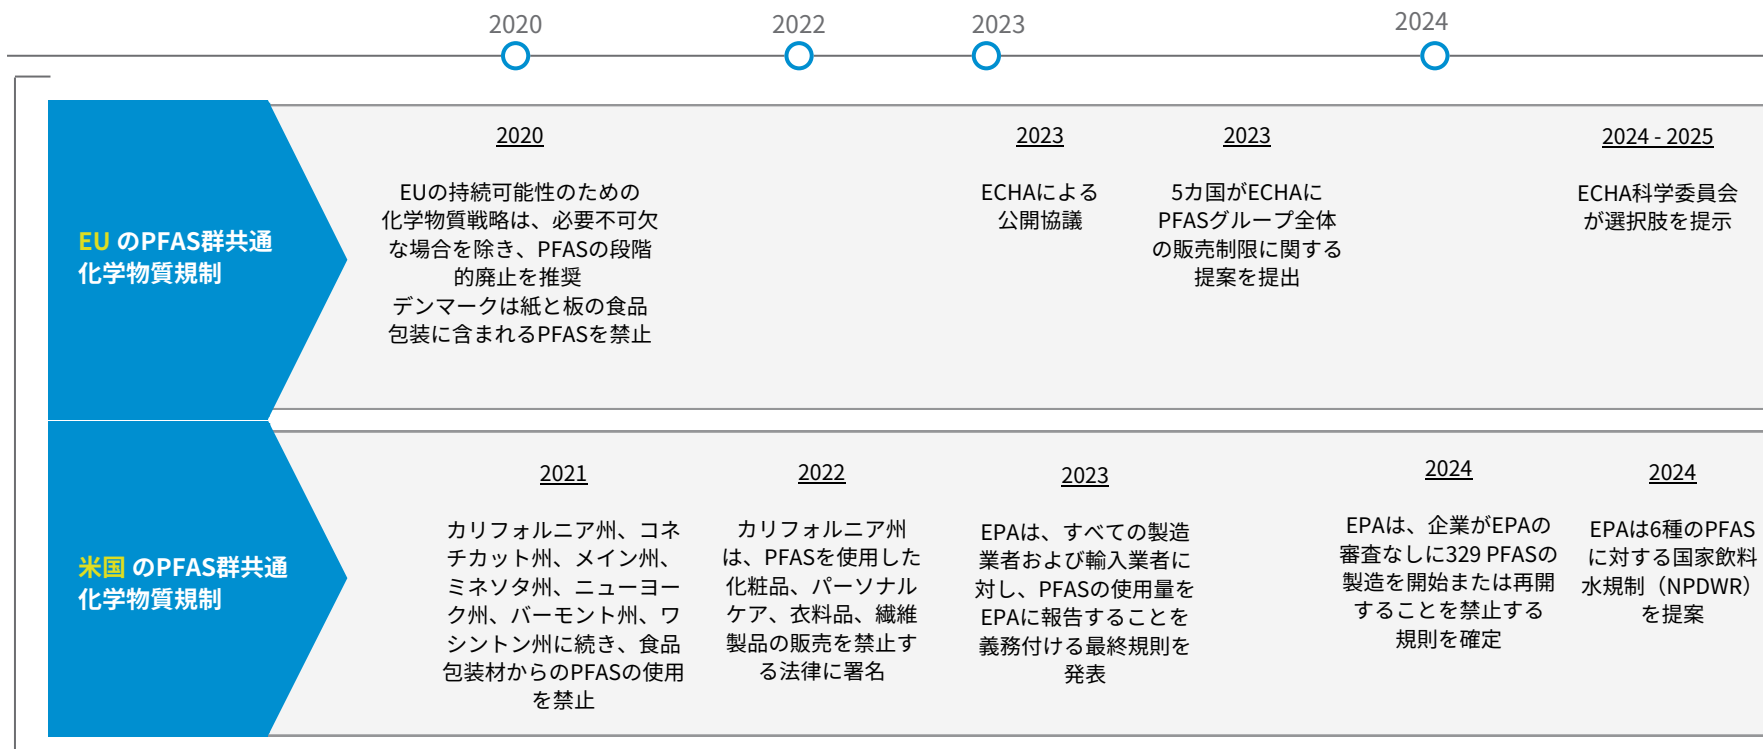 2020
2022
2023
2024
EU のPFAS群共通
化学物質規制
2020
EUの持続可能性のための
化学物質戦略は、必要不可欠
な場合を除き、PFASの段階
的廃止を推奨
デンマークは紙と板の食品
包装に含まれるPFASを禁止
2023
ECHAによる
公開協議
2023
5カ国がECHAに
PFASグループ全体
の販売制限に関する
提案を提出
2024 - 2025
ECHA科学委員会
が選択肢を提示
米国 のPFAS群共通
化学物質規制
2021
カリフォルニア州、コネ
チカット州、メイン州、
ミネソタ州、ニューヨー
ク州、バーモント州、ワ
シントン州に続き、食品
包装材からのPFASの使用
を禁止
2022
カリフォルニア州
は、PFASを使用した
化粧品、パーソナル
ケア、衣料品、繊維
製品の販売を禁止す
る法律に署名
2023
EPAは、すべての製造
業者および輸入業者に
対し、PFASの使用量を
EPAに報告することを
義務付ける最終規則を
発表
2024
EPAは、企業がEPAの
審査なしに329 PFASの
製造を開始または再開
することを禁止する
規則を確定
2024
EPAは6種のPFAS
に対する国家飲料
水規制（NPDWR）
を提案